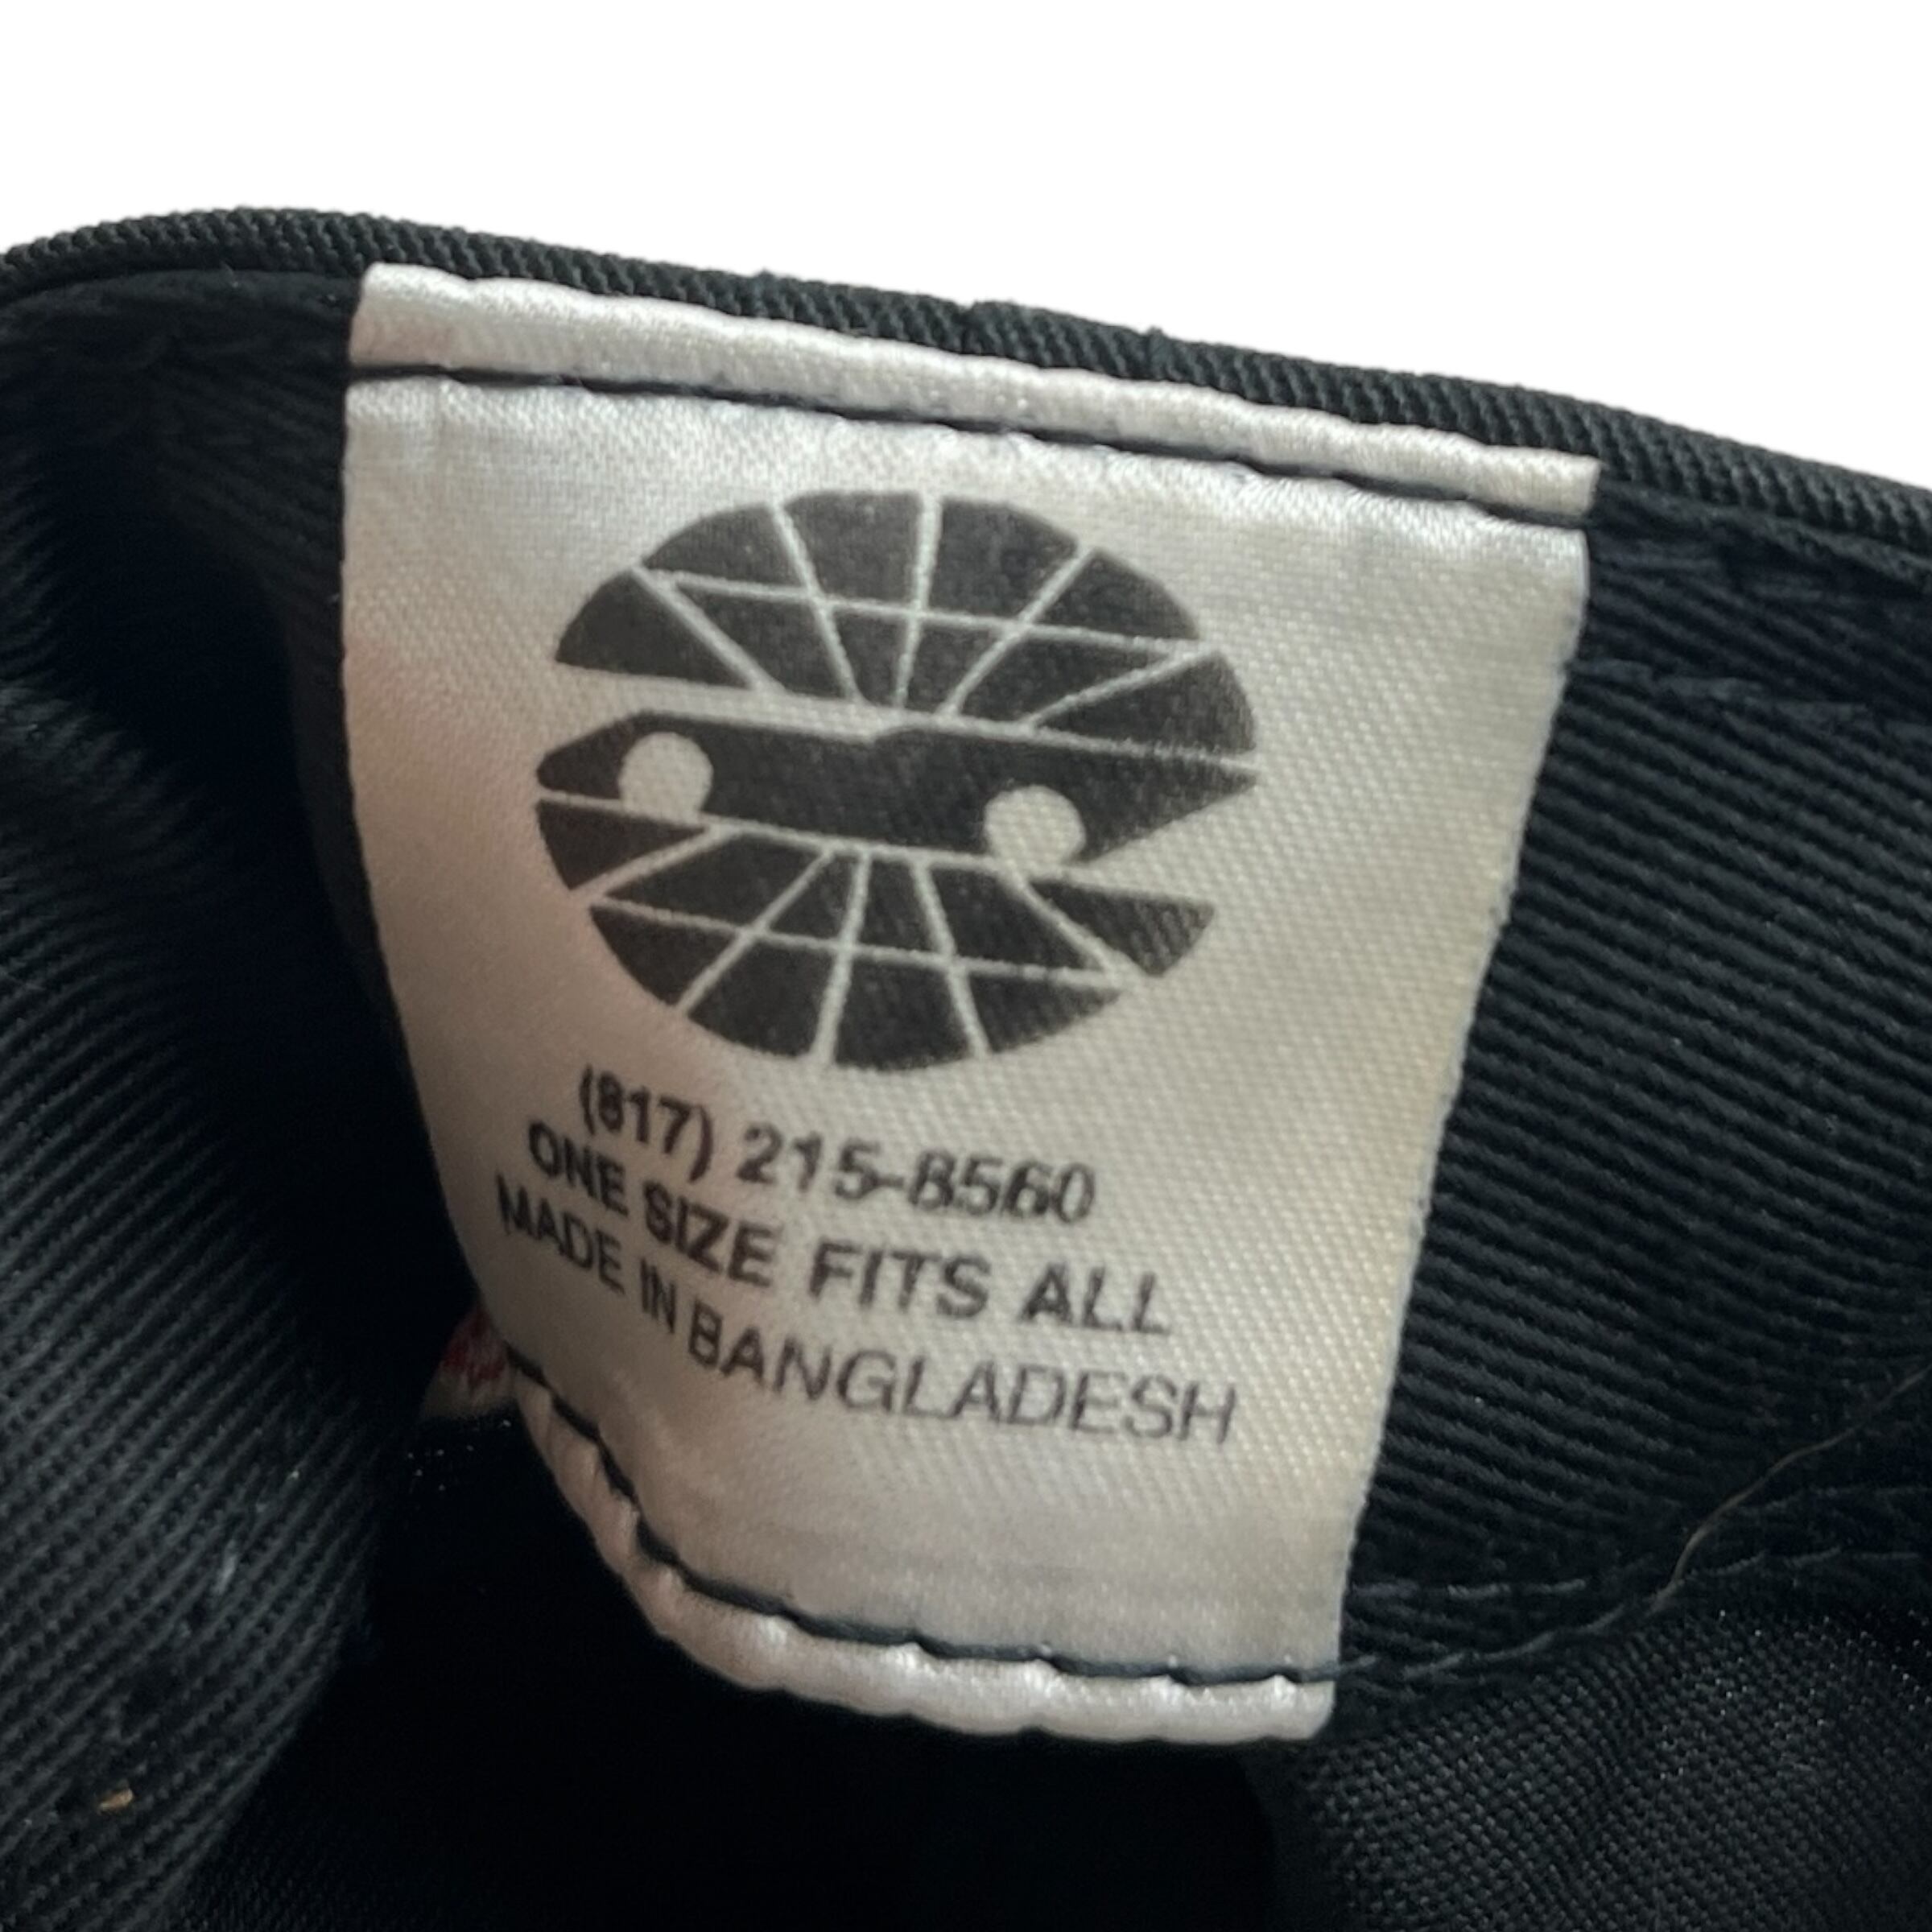 (817) 215-8560
ONE SIZE FITS ALL
MADE IN BANGLADESH